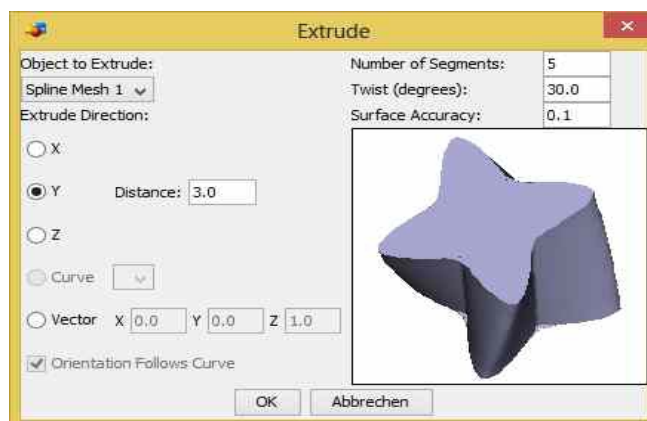 Extrude
Object to Extrude:
Spline Mesh 1
Extrude Direction:
X
Y Distance: 3.0
Z
Curve
Vector X 0.0 Y 0.0 Z 1.0
Orientation Follows Curve
Number of Segments: 5
Twist (degrees): 30.0
Surface Accuracy: 0.1
OK Abbrechen